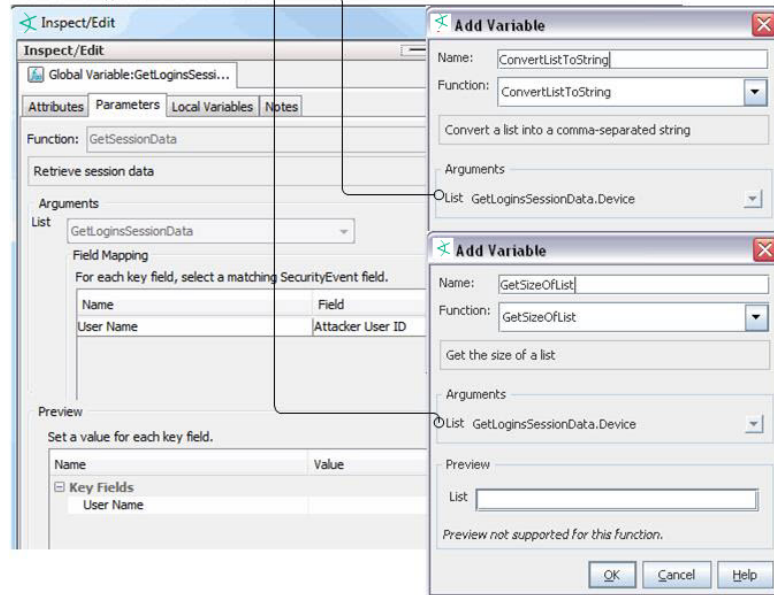 Inspect/Edit
Inspect/Edit
Global Variable:GetLoginsSessi...
Attributes Parameters Local Variables Notes
Function: GetSessionData
Retrieve session data
Arguments
List
GetLoginsSessionData
Field Mapping
For each key field, select a matching SecurityEvent field.
Name Field
User Name Attacker User ID
Preview
Set a value for each key field.
Name Value
Key Fields
User Name
Add Variable
Name: ConvertListToString
Function: ConvertListToString
Convert a list into a comma-separated string
Arguments
List GetLoginsSessionData.Device
Add Variable
Name: GetSizeOfList
Function: GetSizeOfList
Get the size of a list
Arguments
List GetLoginsSessionData.Device
Preview
List
Preview not supported for this function.
OK Cancel Help